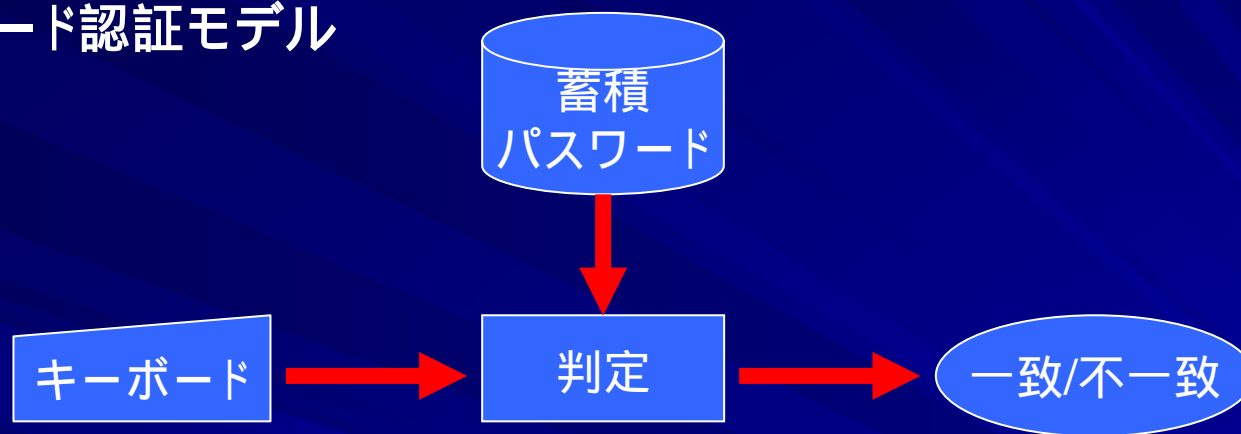 ード認証モデル
蓄積
パスワード
キーボード
判定
一致/不一致